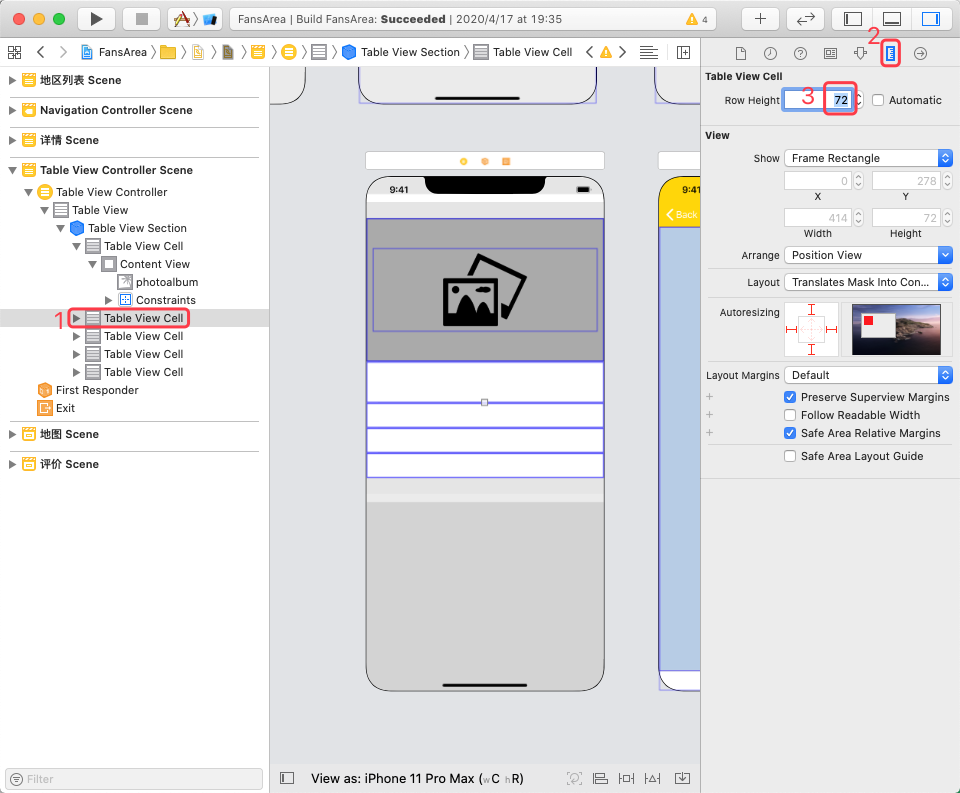 FansArea | Build FansArea: Succeeded | 2020/4/17 at 19:35
4
FansArea
Table View Section
Table View Cell
2
地区列表 Scene
Navigation Controller Scene
详情 Scene
Table View Controller Scene
Table View Controller
Table View
Table View Section
Table View Cell
Content View
photoalbum
Constraints
1
Table View Cell
Table View Cell
Table View Cell
Table View Cell
First Responder
Exit
地图 Scene
评价 Scene
Filter
9:41
9:41
Back
View as: iPhone 11 Pro Max (wC hR)
Table View Cell
Row Height 3 72 Automatic
View
Show Frame Rectangle
0 278
X Y
414 72
Width Height
Arrange Position View
Layout Translates Mask Into Con...
Autoresizing
Layout Margins Default
Preserve Superview Margins
Follow Readable Width
Safe Area Relative Margins
Safe Area Layout Guide